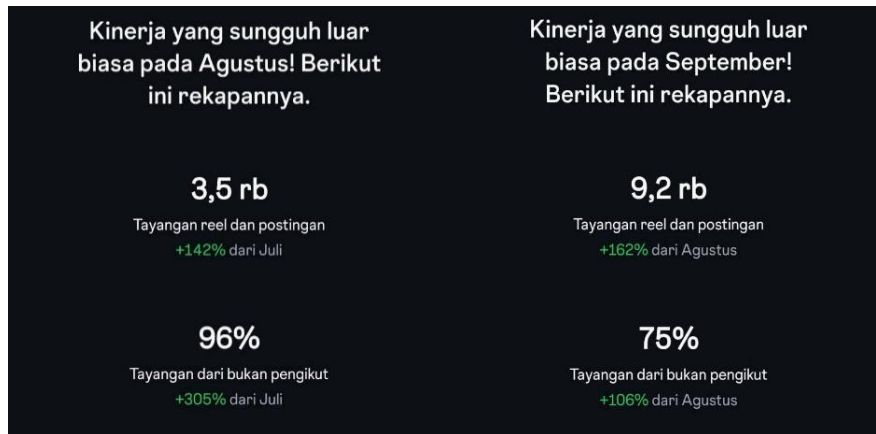 Kinerja yang sungguh luar
biasa pada Agustus! Berikut
ini rekapannya.
3,5 rb
Tayangan reel dan postingan
+142% dari Juli
96%
Tayangan dari bukan pengikut
+305% dari Juli
Kinerja yang sungguh luar
biasa pada September!
Berikut ini rekapannya.
9,2 rb
Tayangan reel dan postingan
+162% dari Agustus
75%
Tayangan dari bukan pengikut
+106% dari Agustus